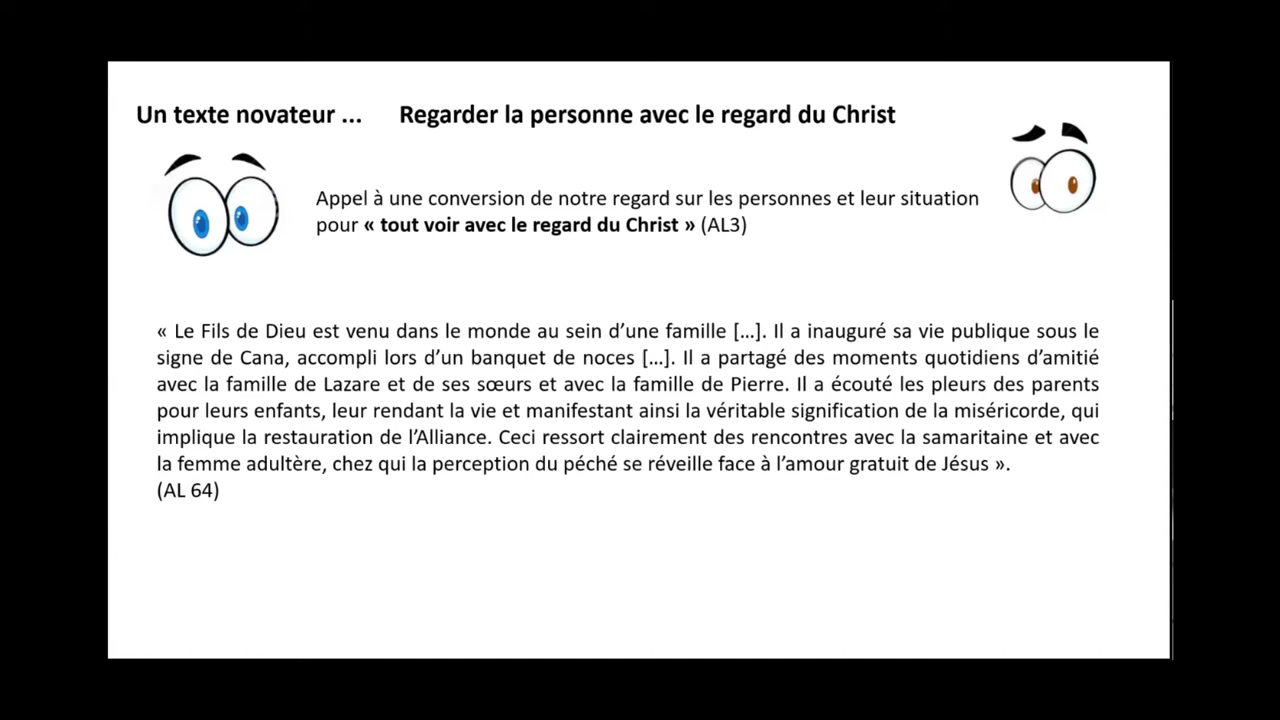 Un texte novateur ... Regarder la personne avec le regard du Christ
Appel à une conversion de notre regard sur les personnes et leur situation
pour « tout voir avec le regard du Christ » (AL3)
« Le Fils de Dieu est venu dans le monde au sein d’une famille [...]. Il a inauguré sa vie publique sous le
signe de Cana, accompli lors d’un banquet de noces [...]. Il a partagé des moments quotidiens d’amitié
avec la famille de Lazare et de ses sœurs et avec la famille de Pierre. Il a écouté les pleurs des parents
pour leurs enfants, leur rendant la vie et manifestant ainsi la véritable signification de la miséricorde, qui
implique la restauration de l’Alliance. Ceci ressort clairement des rencontres avec la samaritaine et avec
la femme adultère, chez qui la perception du péché se réveille face à l’amour gratuit de Jésus ».
(AL 64)